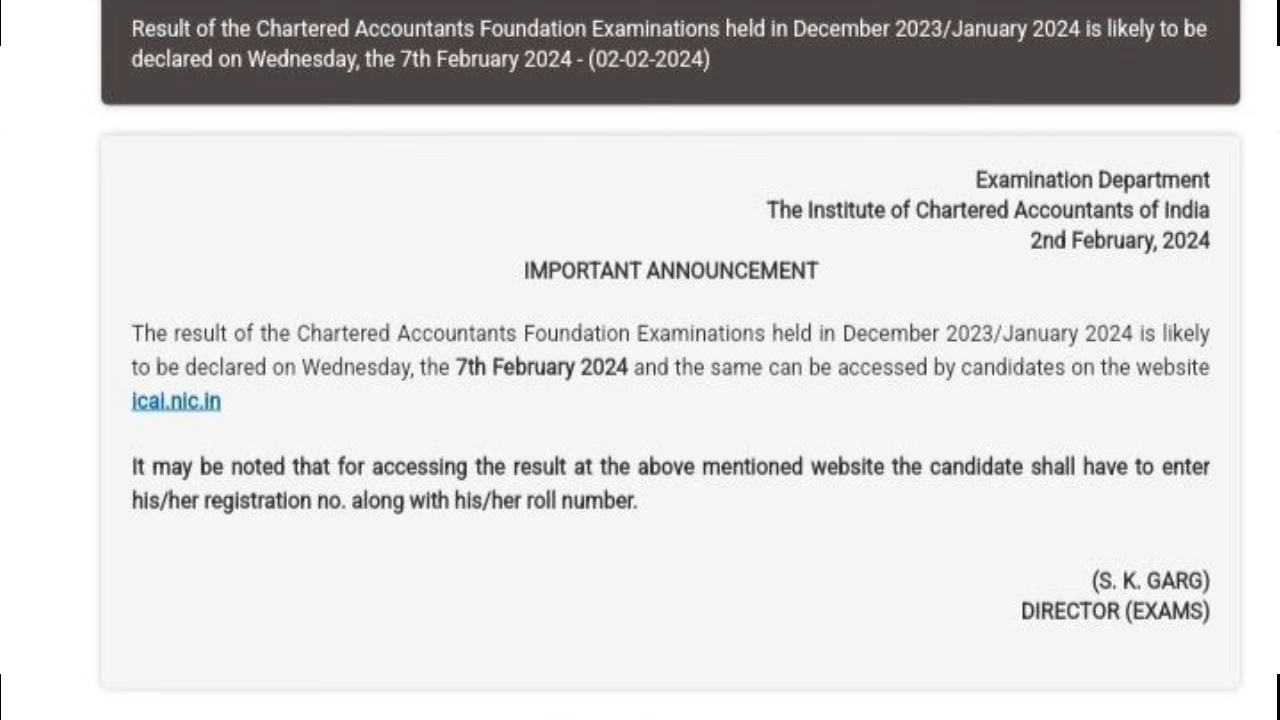 Result of the Chartered Accountants Foundation Examinations held in December 2023/January 2024 is likely to be
declared on Wednesday, the 7th February 2024 - (02-02-2024)
Examination Department
The Institute of Chartered Accountants of India
2nd February, 2024
IMPORTANT ANNOUNCEMENT
The result of the Chartered Accountants Foundation Examinations held in December 2023/January 2024 is likely
to be declared on Wednesday, the 7th February 2024 and the same can be accessed by candidates on the website
icai.nic.in
It may be noted that for accessing the result at the above mentioned website the candidate shall have to enter
his/her registration no. along with his/her roll number.
(S. K. GARG)
DIRECTOR (EXAMS)